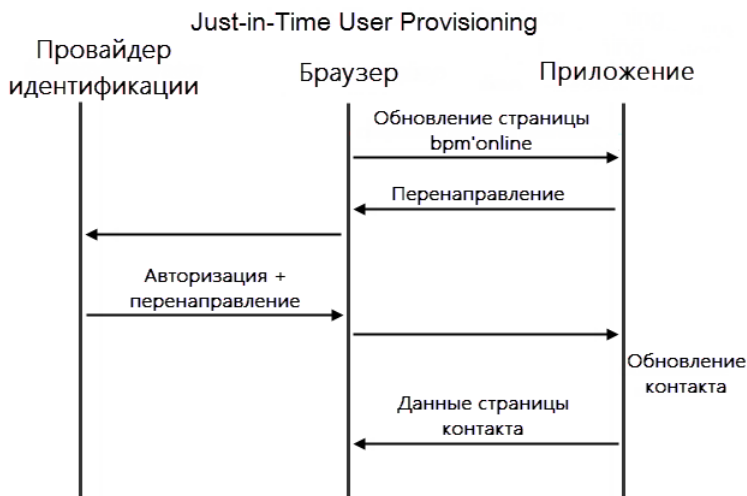 Just-in-Time User Provisioning
Провайдер
идентификации
Браузер
Приложение
Обновление страницы
bpm'online
Перенаправление
Авторизация +
перенаправление
Обновление
контакта
Данные страницы
контакта